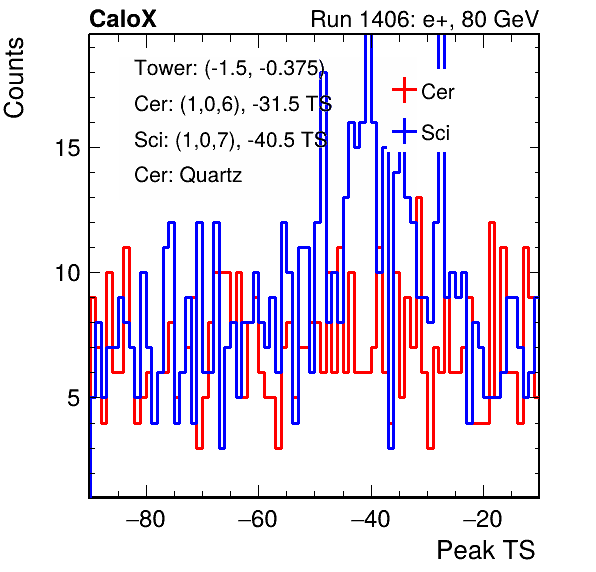 CaloX Run 1406: e+, 80 GeV
Counts
Tower: (-1.5, -0.375)
Cer: (1,0,6), -31.5 TS
Sci: (1,0,7), -40.5 TS
Cer: Quartz
Cer
Sci
15
10
5
−80 −60 −40 −20
Peak TS